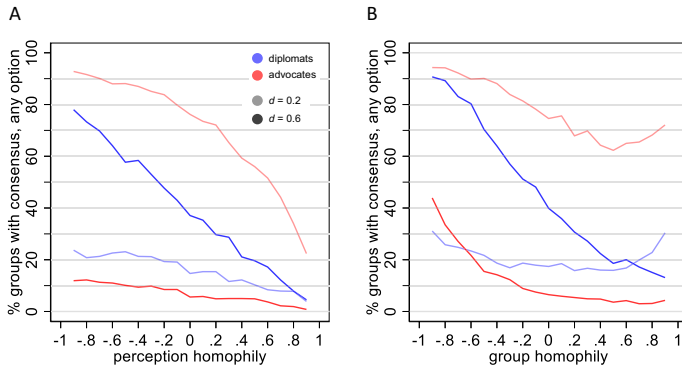 A
% groups with consensus, any option
100
80
60
40
20
0
diplomats
advocates
d = 0.2
d = 0.6
-1 -.8 -.6 -.4 -.2 0 .2 .4 .6 .8 1
perception homophily
B
% groups with consensus, any option
100
80
60
40
20
0
-1 -.8 -.6 -.4 -.2 0 .2 .4 .6 .8 1
group homophily